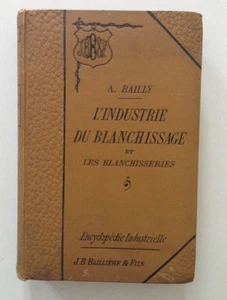 A. BAILLY
L'INDUSTRIE
DU BLANCHISSAGE
ET
LES BLANCHISSERIES
Encyclopédie Industrielle
J.B. BAILLIÈRE & FILS